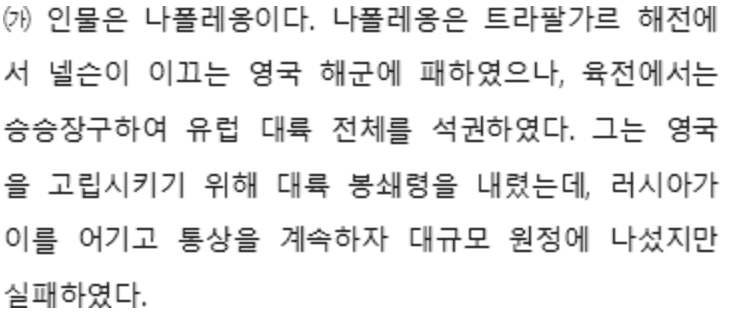 ㈎ 인물은 나폴레옹이다. 나폴레옹은 트라팔가르 해전에
서 넬슨이 이끄는 영국 해군에 패하였으나, 육전에서는
승승장구하여 유럽 대륙 전체를 석권하였다. 그는 영국
을 고립시키기 위해 대륙 봉쇄령을 내렸는데, 러시아가
이를 어기고 통상을 계속하자 대규모 원정에 나섰지만
실패하였다.